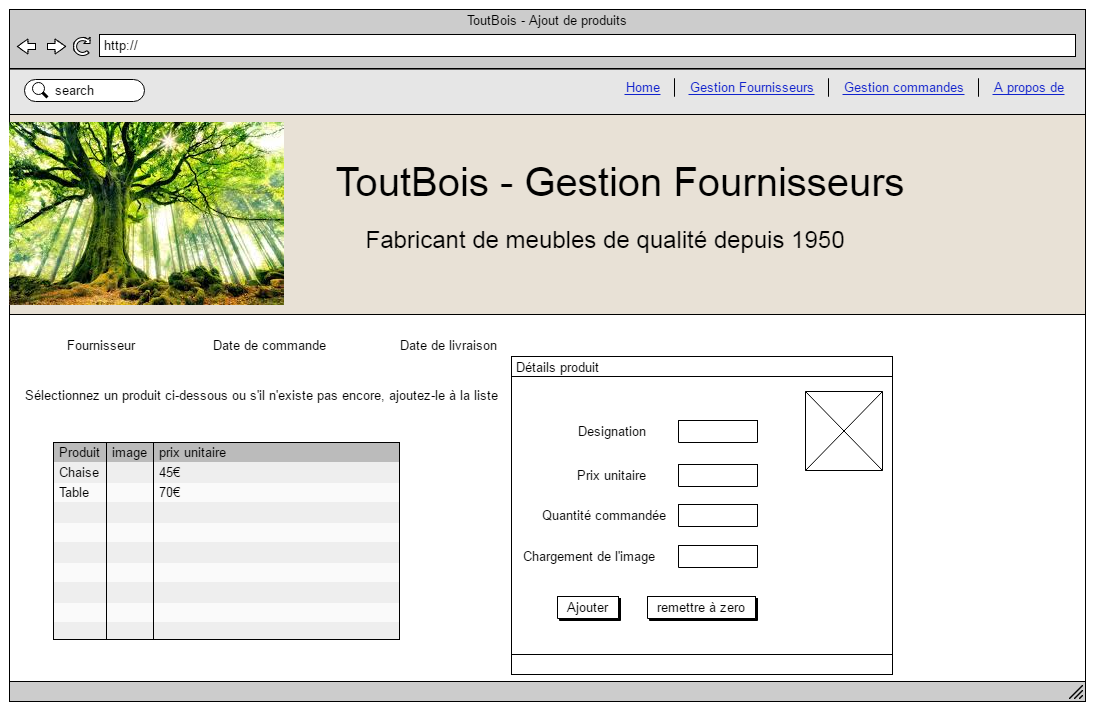 ToutBois - Ajout de produits
http://
search
Home
Gestion Fournisseurs
Gestion commandes
A propos de
ToutBois - Gestion Fournisseurs
Fabricant de meubles de qualité depuis 1950
Fournisseur
Date de commande
Date de livraison
Sélectionnez un produit ci-dessous ou s'il n'existe pas encore, ajoutez-le à la liste
Produit image prix unitaire
Chaise 45€
Table 70€
Détails produit
Designation
Prix unitaire
Quantité commandée
Chargement de l'image
Ajouter
remettre à zero